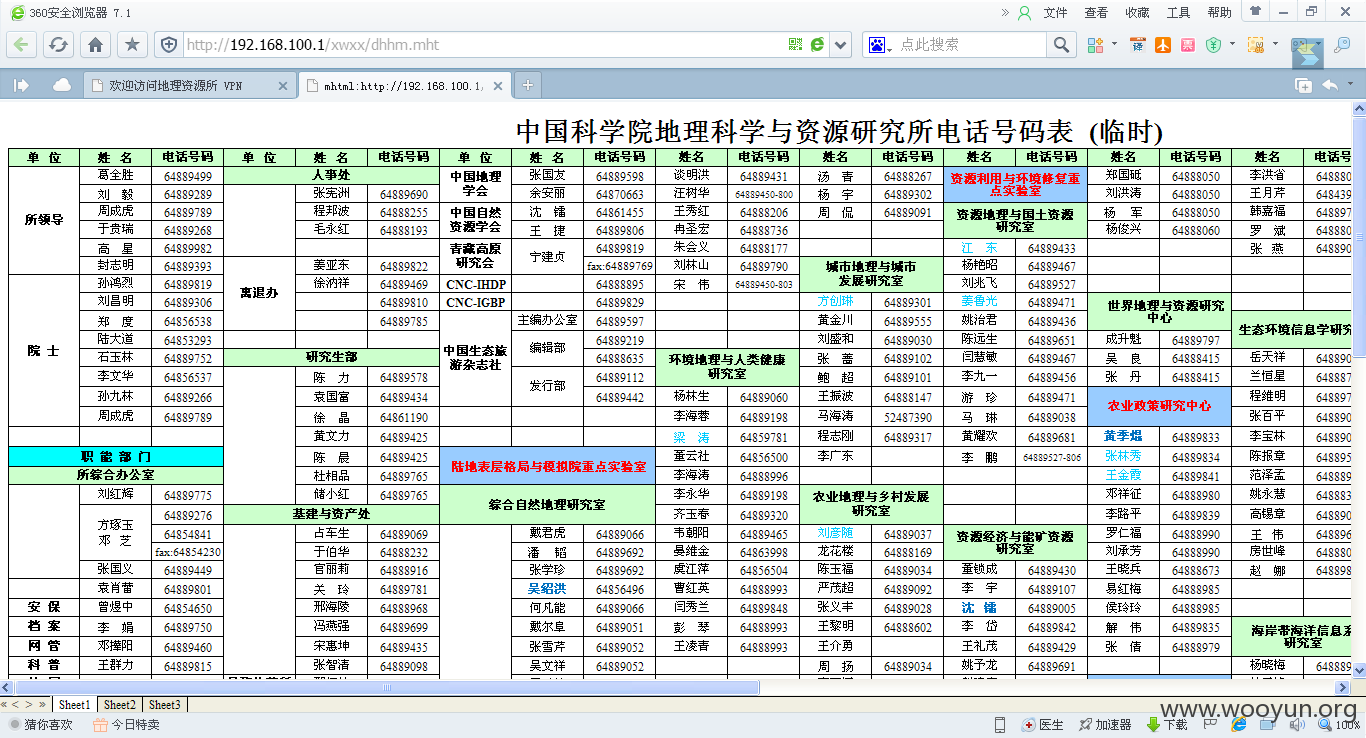 360安全浏览器 7.1
文件 查看 收藏 工具 帮助
http://192.168.100.1/xwxx/dhhm.mht
点此搜索
欢迎访问地理资源所 VPN
mhtml:http://192.168.100.1,
中国科学院地理科学与资源研究所电话号码表 (临时)
单 位 姓 名 电话号码 单 位 姓 名 电话号码 单 位 姓 名 电话号码 姓名 电话号码 姓名 电话号码 姓名 电话号码 姓名 电话号码 姓名 电话号
所领导
葛全胜 64889499
刘 毅 64889289
周成虎 64889789
于贵瑞 64889268
高 星 64889982
封志明 64889393
院 士
孙鸿烈 64889819
刘昌明 64889306
郑 度 64856538
陆大道 64853293
石玉林 64889752
李文华 64856537
孙九林 64889266
周成虎 64889789
职 能 部 门
所综合办公室
刘红辉 64889775
方琢玉
邓 芝
64889276
64854841
fax:64854230
张国义 64889449
袁肖蕾 64889801
安 保 曾煜中 64854650
档 案 李 娟 64889750
网 管 邓攆阳 64889460
科 普 王群力 64889815
人事处
张宪洲 64889690
程邦波 64888255
毛永红 64888193
离退办
姜亚东 64889822
徐汭祥 64889469
64889810
64889785
研究生部
陈 力 64889578
袁国富 64889434
徐 晶 64861190
黄文力 64889425
陈 晨 64889425
杜相品 64889765
储小红 64889765
基建与资产处
占车生 64889069
于伯华 64888232
官丽莉 64888916
关 玲 64889781
邢海陵 64888968
冯燕强 64889699
宋惠坤 64889435
张智涛 64889098
中国地理
学会
张国友 64889598
余安丽 64870663
中国自然
资源学会
沈 镭 64861455
王 捷 64889806
青藏高原
研究会
宁建贞
64889819
fax:64889769
CNC-IHDP 64888895
CNC-IGBP 64889829
中国生态旅
游杂志社
主编办公室 64889597
编辑部
64889219
64888635
发行部
64889112
64889442
陆地表层格局与模拟院重点实验室
综合自然地理研究室
戴君虎 64889066
潘 韬 64889692
张学珍 64889692
吴绍洪 64856496
何凡能 64889066
戴尔阜 64889051
张雪芹 64889052
吴文祥 64889052
谈明洪 64889431
汪树华 64889450-800
王秀红 64888206
冉圣宏 64888736
朱会义 64888177
刘林山 64889790
宋 伟 64889450-803
环境地理与人类健康
研究室
杨林生 64889060
李海蓉 64889198
梁 涛 64859781
董云社 64856500
李海涛 64888996
李永华 64889198
齐玉春 64889320
韦朝阳 64889465
晏维金 64863998
虞江萍 64856504
曹红英 64889993
闫秀兰 64889848
彭 琴 64888993
王凌青 64888993
汤 青 64888267
杨 宇 64889302
周 侃 64889091
城市地理与城市
发展研究室
方创琳 64889301
黄金川 64889555
刘盛和 64889030
张 蔷 64889102
鲍 超 64889101
王振波 64888147
马海涛 52487390
程志刚 64889317
李广东
农业地理与乡村发展
研究室
刘彦随 64889037
龙花楼 64888169
陈玉福 64889034
严茂超 64889092
张义丰 64889028
王黎明 64888602
王介勇
周 扬 64889034
资源利用与环境修复重
点实验室
资源地理与国土资源
研究室
江 东 64889433
杨艳昭 64889467
刘兆飞 64889527
姜鲁光 64889471
姚治君 64889436
陈远生 64889651
闫慧敏 64889467
李九一 64889456
游 珍 64889471
马 琳 64889038
黄耀欢 64889681
李 鹏 64889527-806
资源经济与能矿资源
研究室
董锁成 64889430
李 宇 64889107
沈 镭 64889005
李 岱 64889842
王礼茂 64889429
姚予龙 64889691
郑国砥 64888050
刘洪涛 64888050
杨 军 64888050
杨俊兴 64888060
世界地理与资源研究
中心
成升魁 64889797
吴 良 64888415
张 丹 64888415
农业政策研究中心
黄季焜 64889833
张林秀 64889834
王金霞 64889841
邓祥征 64888980
李路平 64889839
罗仁福 64888990
刘承芳 64888990
王晓兵 64888673
易红梅 64888985
侯玲玲 64888985
解 伟 64889835
张 倩 64888979
李洪省 648880
王月芹 648439
韩嘉福 648897
罗 斌 648890
张 燕 648890
生态环境信息学研究
岳天祥 648890
兰恒星 648887
程维明 648897
张百平 648890
李宝林 648890
陈报章 648895
范泽孟 648890
姚永慧 648883
高锡章 648890
王 伟 648896
房世峰 648880
赵 娜 648898
海岸带海洋信息系
研究室
杨晓梅 648889
Sheet1 Sheet2 Sheet3
猜你喜欢 今日特卖
医生 加速器 下载 100%
www.wooyun.org